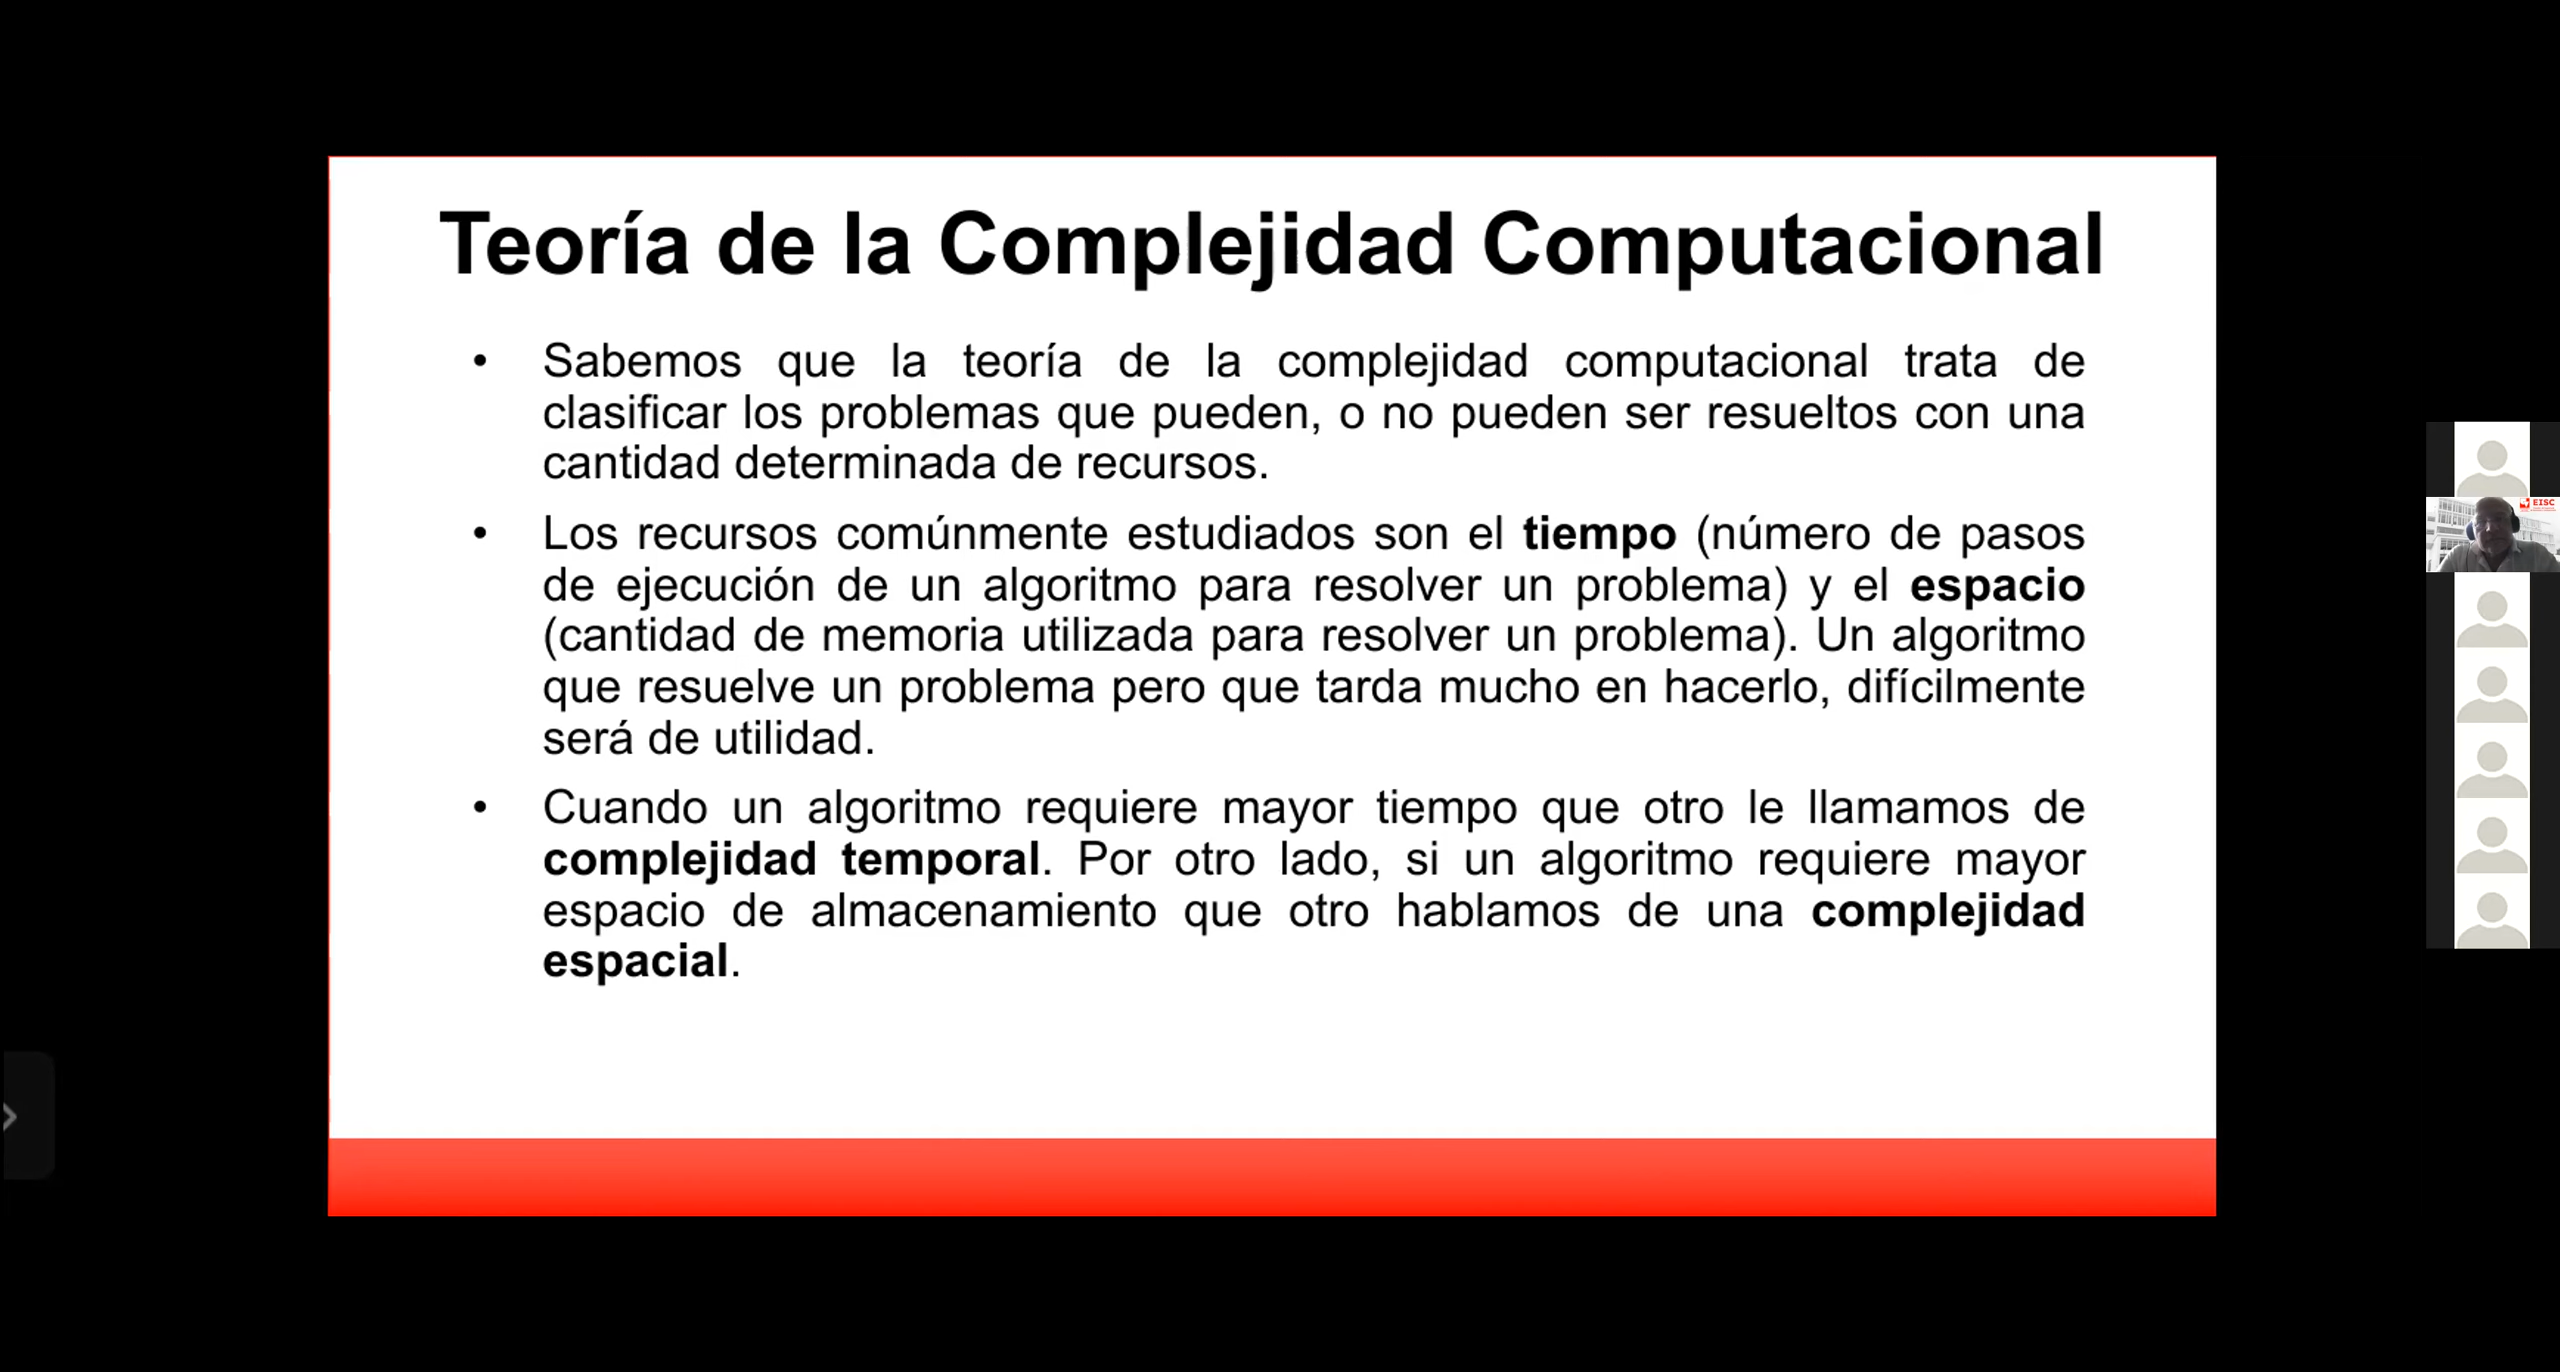 Teoría de la Complejidad Computacional
• Sabemos que la teoría de la complejidad computacional trata de
clasificar los problemas que pueden, o no pueden ser resueltos con una
cantidad determinada de recursos.
• Los recursos comúnmente estudiados son el tiempo (número de pasos
de ejecución de un algoritmo para resolver un problema) y el espacio
(cantidad de memoria utilizada para resolver un problema). Un algoritmo
que resuelve un problema pero que tarda mucho en hacerlo, difícilmente
será de utilidad.
• Cuando un algoritmo requiere mayor tiempo que otro le llamamos de
complejidad temporal. Por otro lado, si un algoritmo requiere mayor
espacio de almacenamiento que otro hablamos de una complejidad
espacial.
EISC